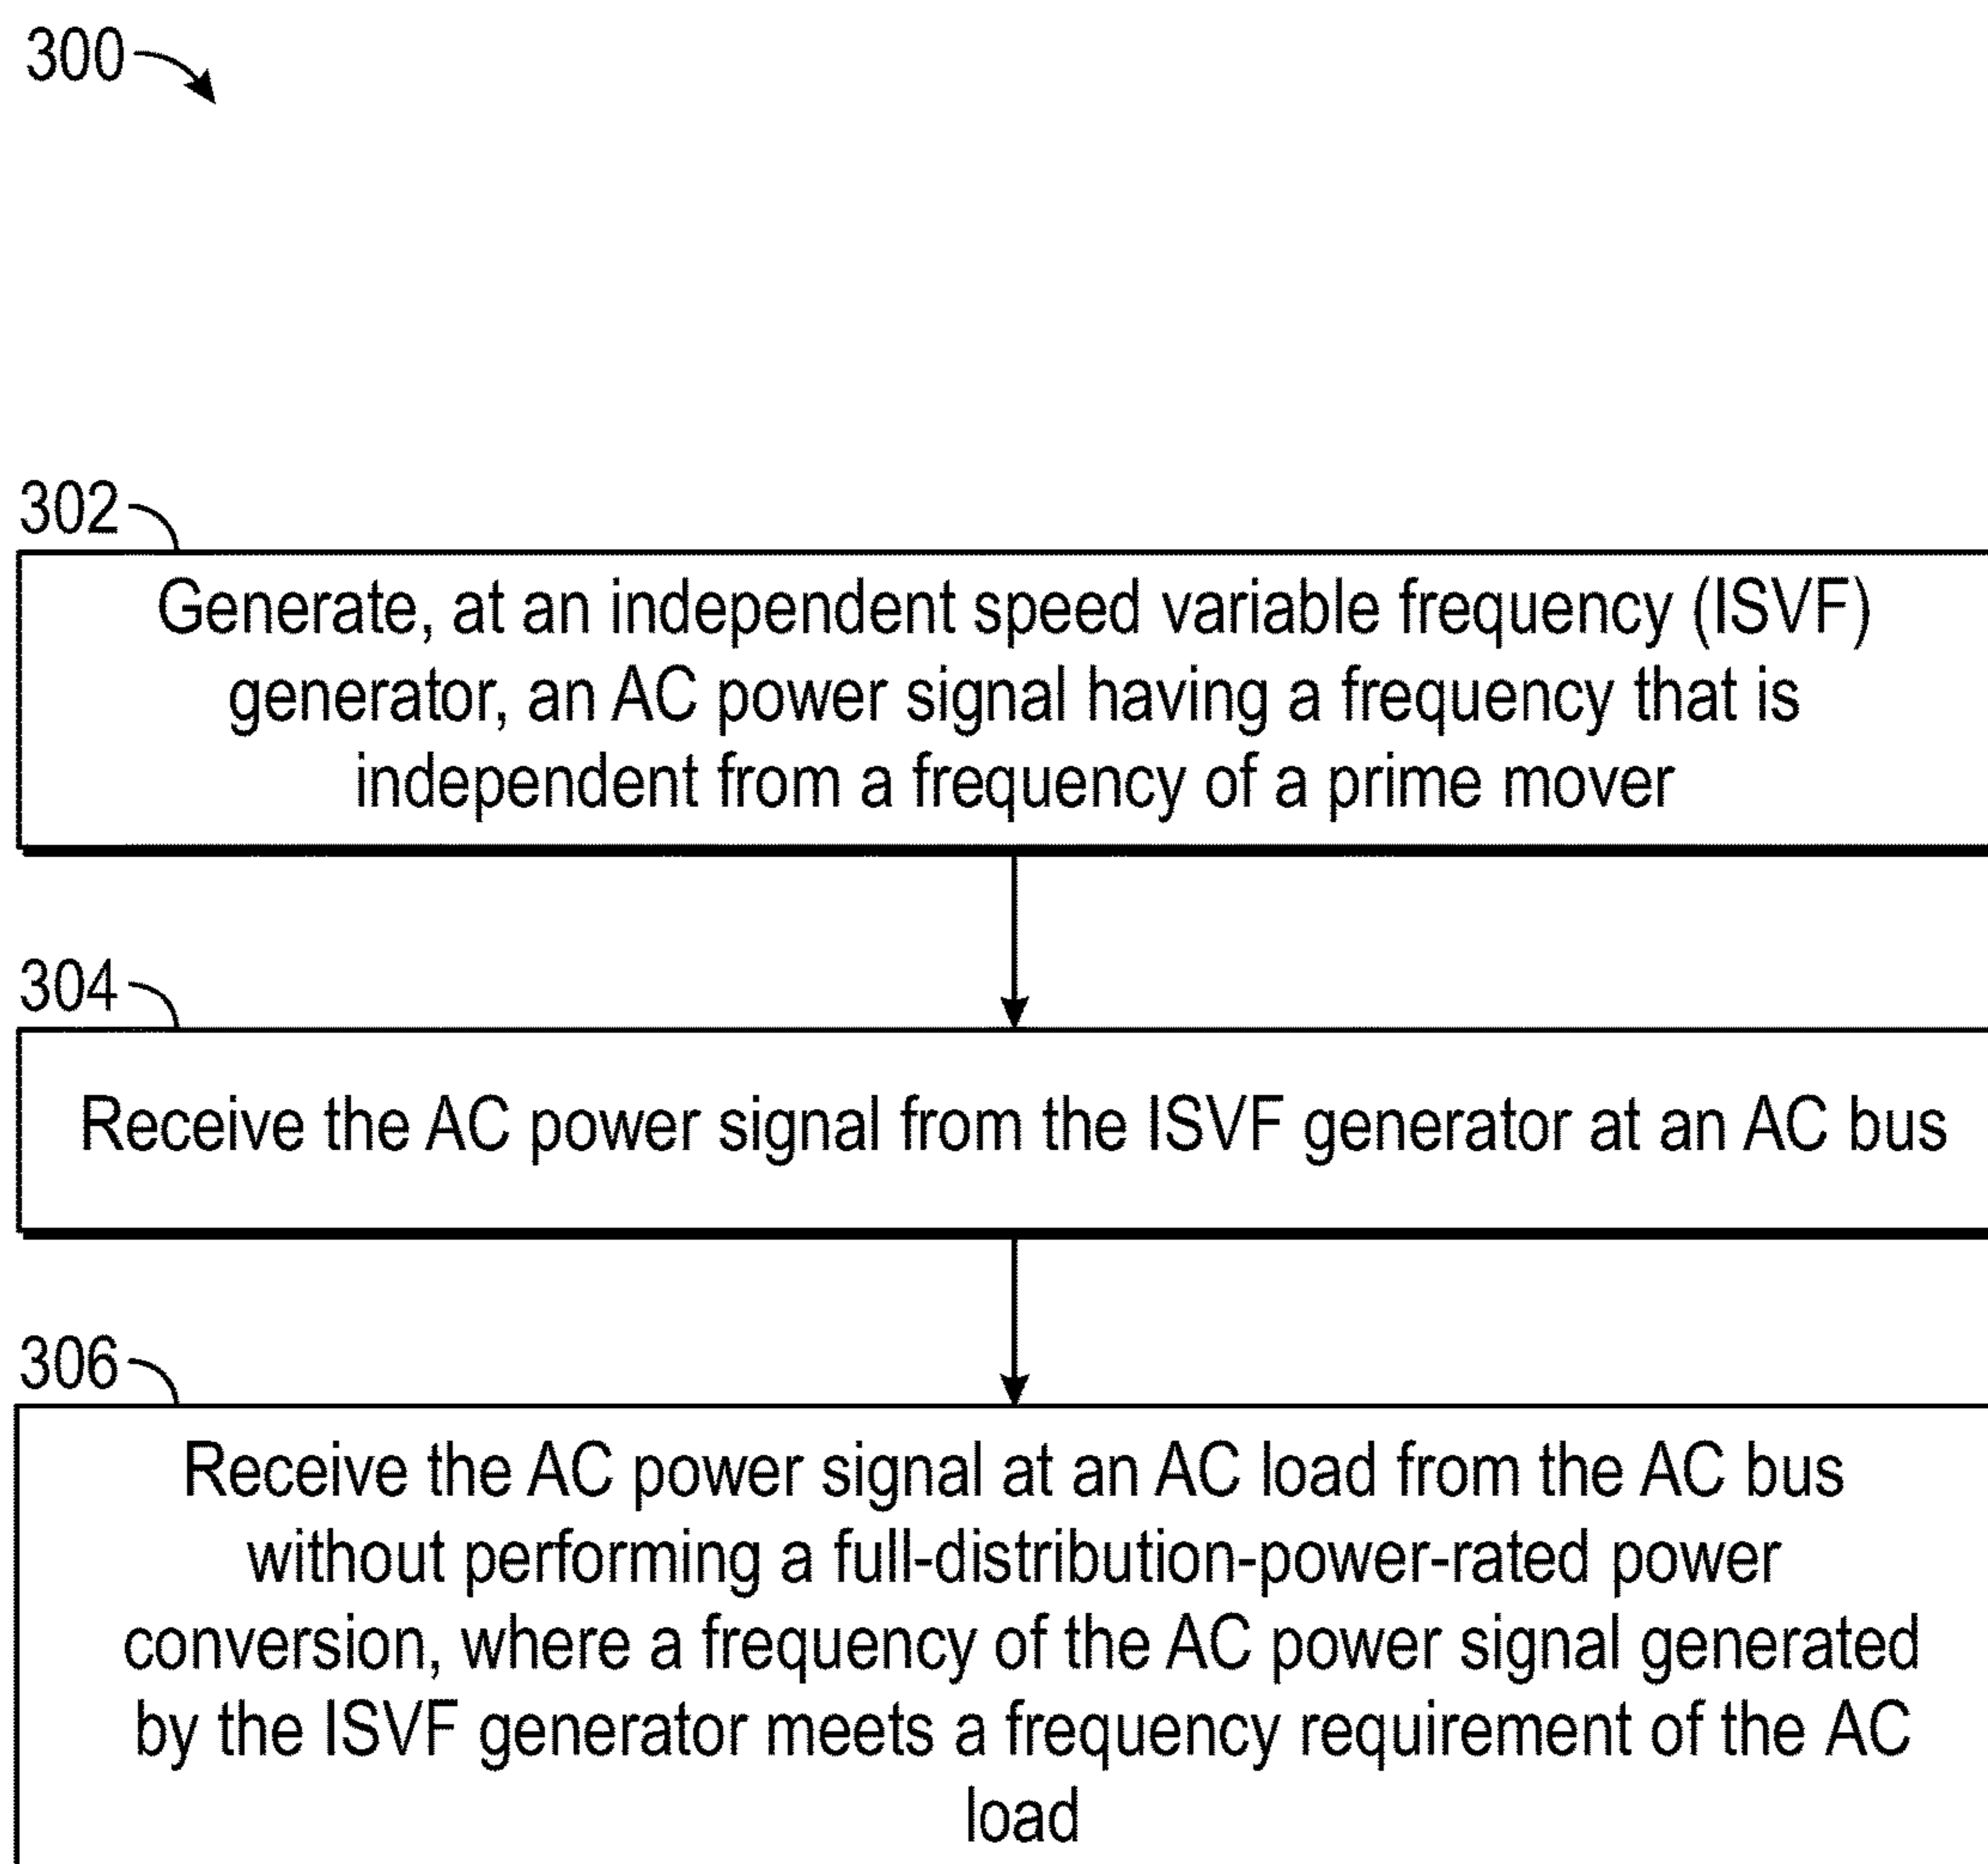 300
302
Generate, at an independent speed variable frequency (ISVF)
generator, an AC power signal having a frequency that is
independent from a frequency of a prime mover
304
Receive the AC power signal from the ISVF generator at an AC bus
306
Receive the AC power signal at an AC load from the AC bus
without performing a full-distribution-power-rated power
conversion, where a frequency of the AC power signal generated
by the ISVF generator meets a frequency requirement of the AC
load